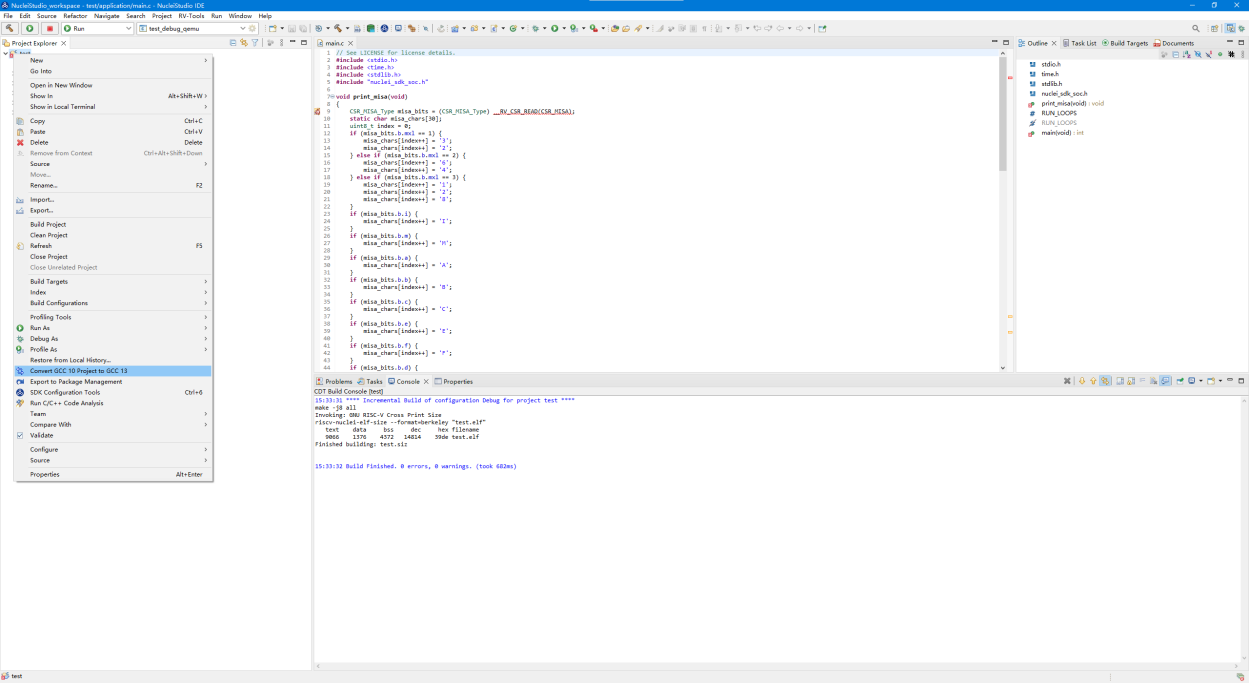 NucleiStudio_workspace - test/application/main.c - NucleiStudio IDE
File Edit Source Refactor Navigate Search Project RV-Tools Run Window Help
Run
test_debug_qemu
Project Explorer
test
New
Go Into
Open in New Window
Show In Alt+Shift+W
Show in Local Terminal
Copy Ctrl+C
Paste Ctrl+V
Delete Delete
Remove from Context Ctrl+Alt+Shift+Down
Source
Move...
Rename... F2
Import...
Export...
Build Project
Clean Project
Refresh F5
Close Project
Close Unrelated Project
Build Targets
Index
Build Configurations
Profiling Tools
Run As
Debug As
Profile As
Restore from Local History...
Convert GCC 10 Project to GCC 13
Export to Package Management
SDK Configuration Tools Ctrl+6
Run C/C++ Code Analysis
Team
Compare With
Validate
Configure
Source
Properties Alt+Enter
main.c
1 // See LICENSE for license details.
2 #include <stdio.h>
3 #include <time.h>
4 #include <stdlib.h>
5 #include "nuclei_sdk_soc.h"
6
7 void print_misa(void)
8 {
9 CSR_MISA_Type misa_bits = (CSR_MISA_Type) __RV_CSR_READ(CSR_MISA);
10 static char misa_chars[30];
11 uint8_t index = 0;
12 if (misa_bits.b.mxl == 1) {
13 misa_chars[index++] = '3';
14 misa_chars[index++] = '2';
15 } else if (misa_bits.b.mxl == 2) {
16 misa_chars[index++] = '6';
17 misa_chars[index++] = '4';
18 } else if (misa_bits.b.mxl == 3) {
19 misa_chars[index++] = '1';
20 misa_chars[index++] = '2';
21 misa_chars[index++] = '8';
22 }
23 if (misa_bits.b.i) {
24 misa_chars[index++] = 'I';
25 }
26 if (misa_bits.b.m) {
27 misa_chars[index++] = 'M';
28 }
29 if (misa_bits.b.a) {
30 misa_chars[index++] = 'A';
31 }
32 if (misa_bits.b.b) {
33 misa_chars[index++] = 'B';
34 }
35 if (misa_bits.b.c) {
36 misa_chars[index++] = 'C';
37 }
38 if (misa_bits.b.e) {
39 misa_chars[index++] = 'E';
40 }
41 if (misa_bits.b.f) {
42 misa_chars[index++] = 'F';
43 }
44 if (misa_bits.b.d) {
Outline Task List Build Targets Documents
stdio.h
time.h
stdlib.h
nuclei_sdk_soc.h
print_misa(void) : void
RUN_LOOPS
RUN_LOOPS
main(void) : int
Problems Tasks Console Properties
CDT Build Console [test]
15:33:31 **** Incremental Build of configuration Debug for project test ****
make -j8 all
Invoking: GNU RISC-V Cross Print Size
riscv-nuclei-elf-size --format=berkeley "test.elf"
text data bss dec hex filename
9066 1376 4372 14814 39de test.elf
Finished building: test.siz
15:33:32 Build Finished. 0 errors, 0 warnings. (took 682ms)
test